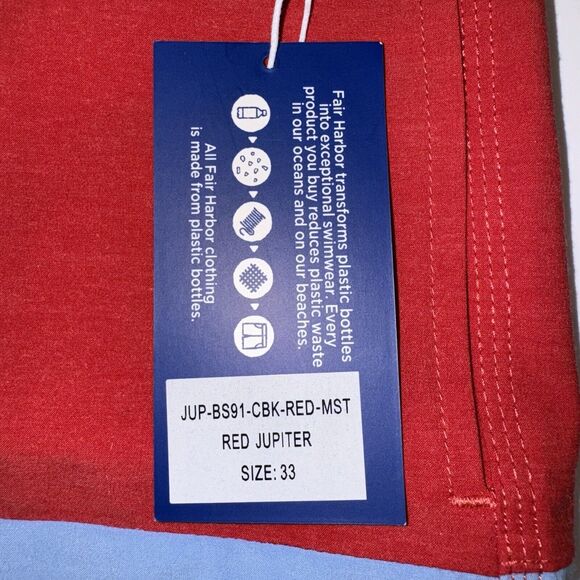 Fair Harbor transforms plastic bottles
into exceptional swimwear. Every
product you buy reduces plastic waste
in our oceans and on our beaches.
All Fair Harbor clothing
is made from plastic bottles.
JUP-BS91-CBK-RED-MST
RED JUPITER
SIZE: 33